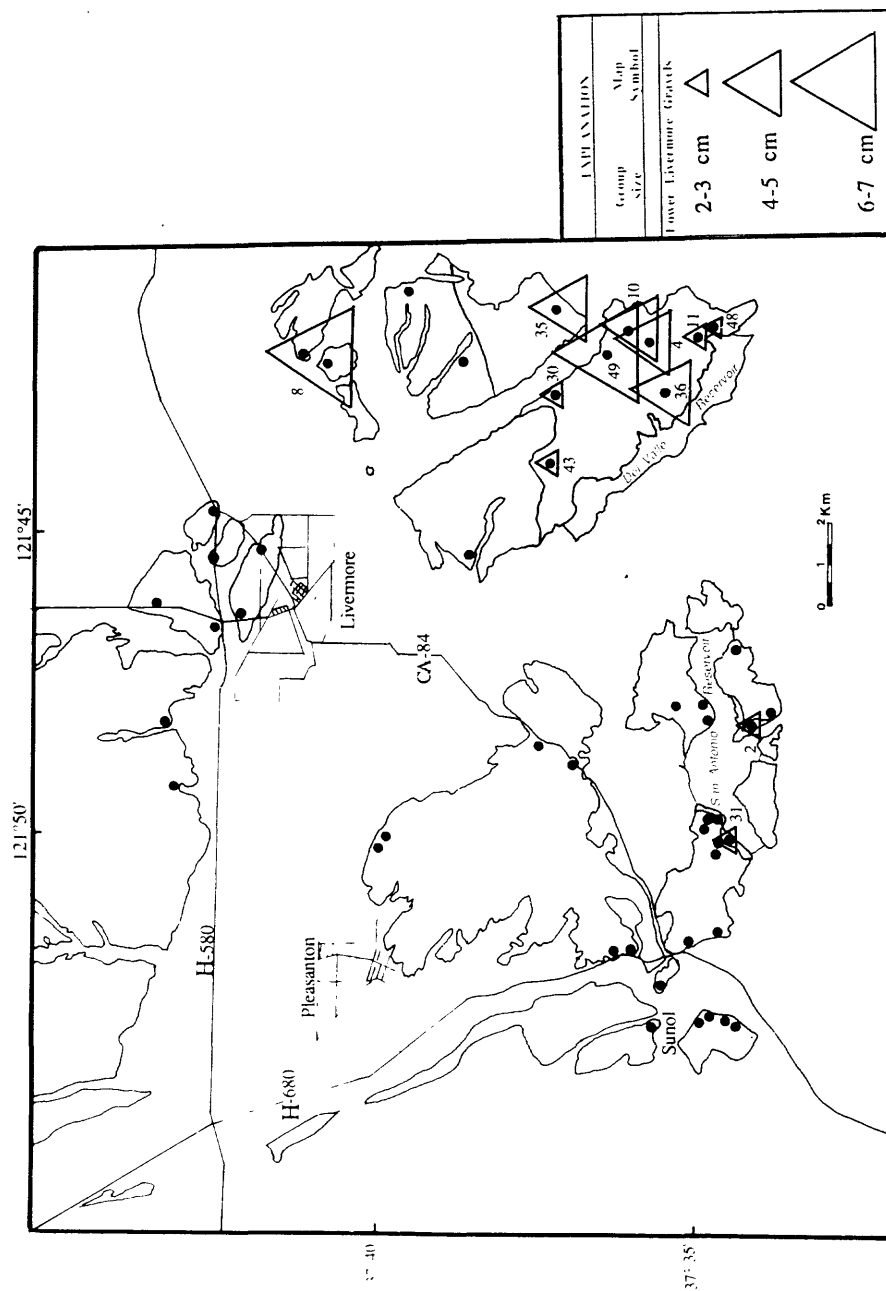 121°50'
121°45'
H-580
H-680
Pleasanton
Livermore
CA-84
Sunol
San Antonio Reservoir
Del Valle Reservoir
8
35
10
30
49
4
11
48
36
43
2
31
0 1 2 Km
37°40
37°35'
EXPLANATION
Group size
Map Symbol
Lower Livermore Gravels
2-3 cm
4-5 cm
6-7 cm